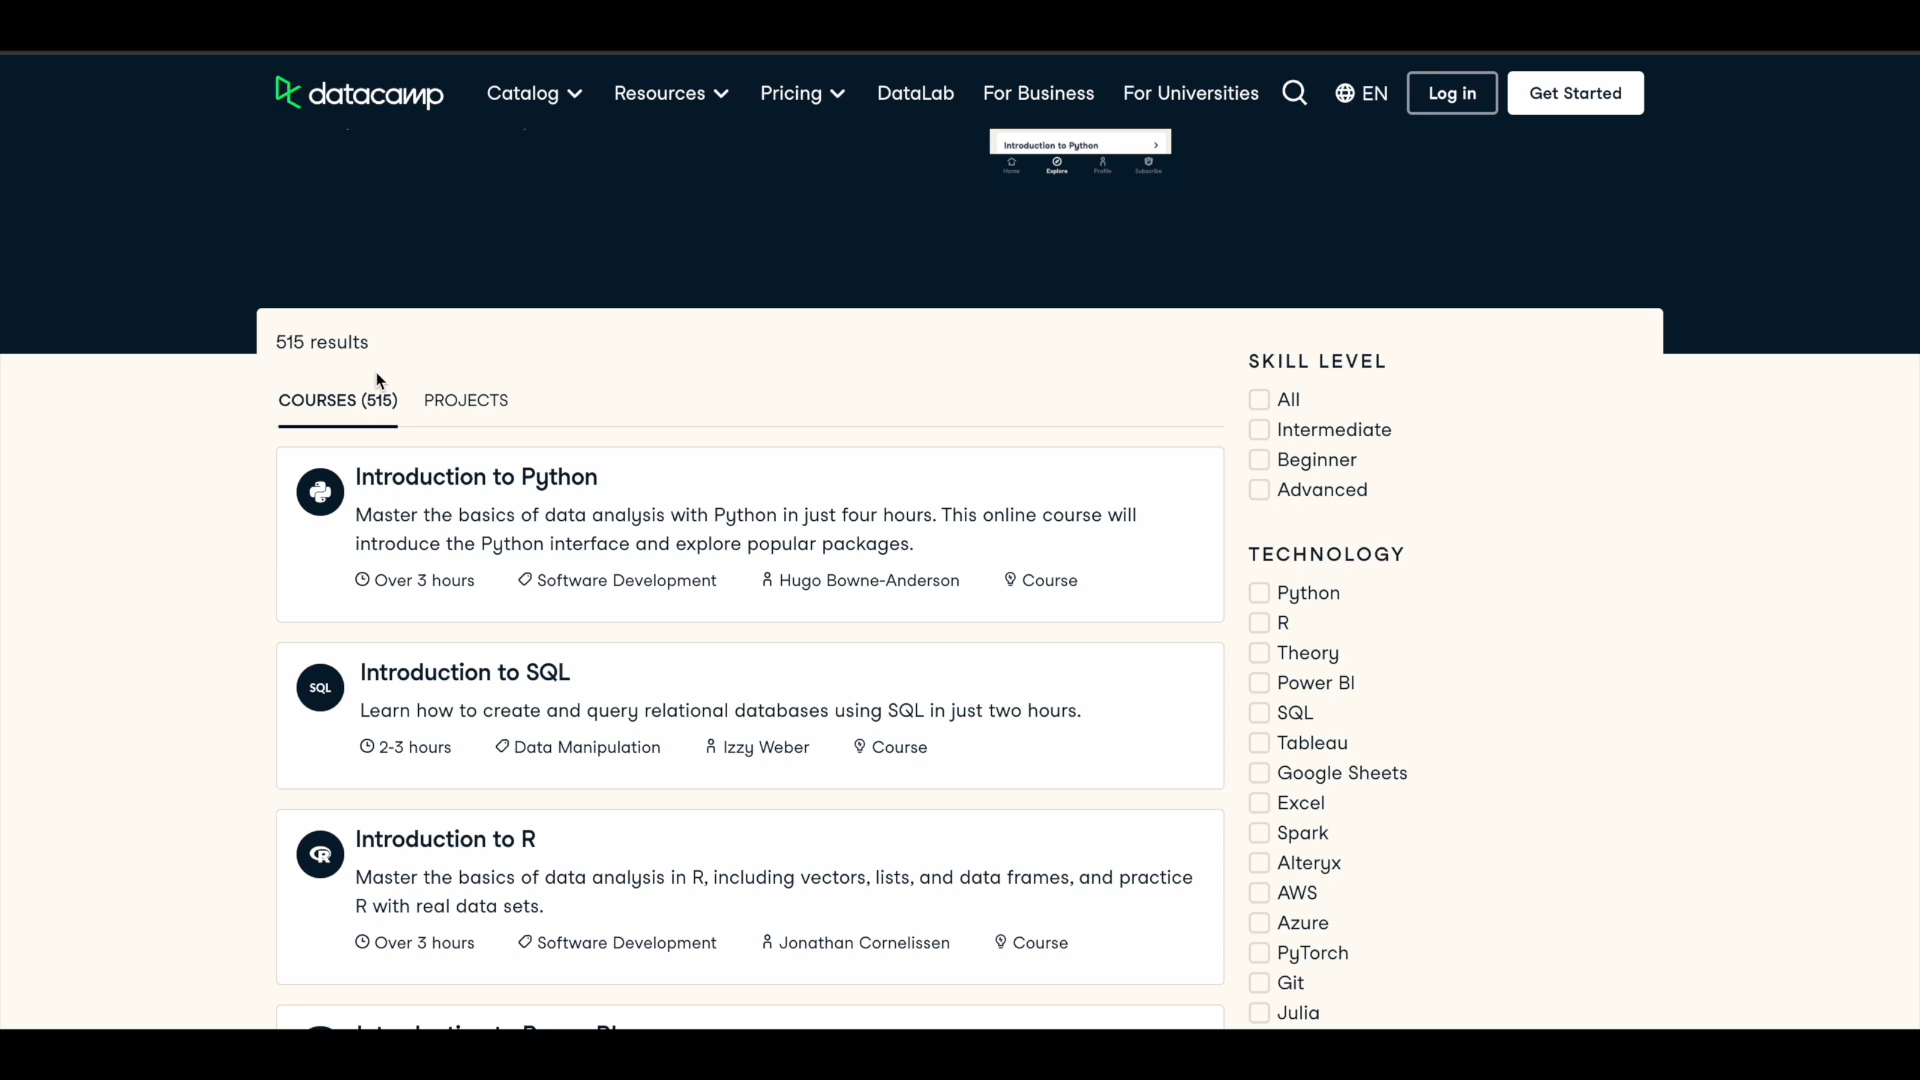 datacamp
Catalog
Resources
Pricing
DataLab
For Business
For Universities
EN
Log in
Get Started
Introduction to Python
Home
Explore
Profile
Subscribe
515 results
COURSES (515)
PROJECTS
Introduction to Python
Master the basics of data analysis with Python in just four hours. This online course will
introduce the Python interface and explore popular packages.
Over 3 hours
Software Development
Hugo Bowne-Anderson
Course
SQL
Introduction to SQL
Learn how to create and query relational databases using SQL in just two hours.
2-3 hours
Data Manipulation
Izzy Weber
Course
R
Introduction to R
Master the basics of data analysis in R, including vectors, lists, and data frames, and practice
R with real data sets.
Over 3 hours
Software Development
Jonathan Cornelissen
Course
SKILL LEVEL
All
Intermediate
Beginner
Advanced
TECHNOLOGY
Python
R
Theory
Power BI
SQL
Tableau
Google Sheets
Excel
Spark
Alteryx
AWS
Azure
PyTorch
Git
Julia